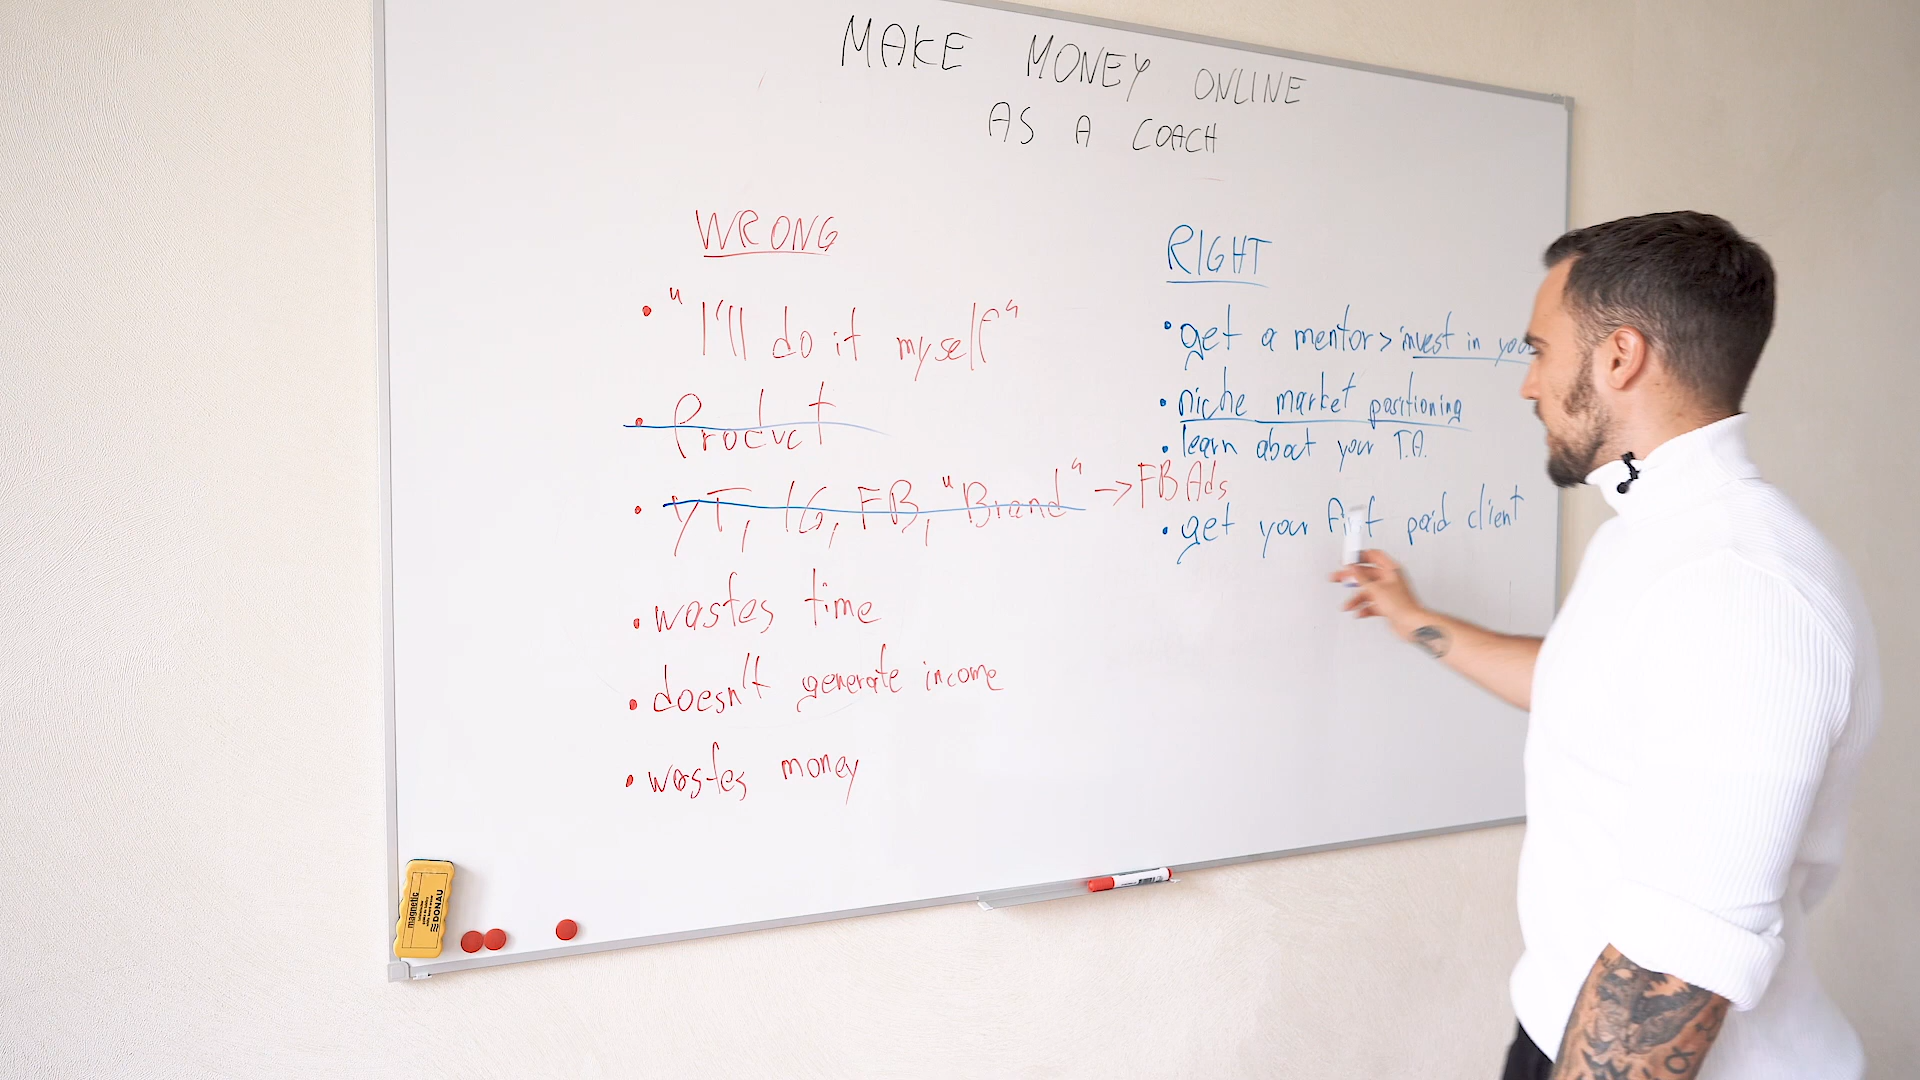 MAKE MONEY ONLINE
AS A COACH
WRONG
• "I'll do it myself"
• Product
• YT, IG, FB, "Brand" → FB Ads
• wastes time
• doesn't generate income
• wastes money
RIGHT
• get a mentor > invest in
• niche market positioning
• learn about your T.A.
• get your paid client
magnetic
DONAU